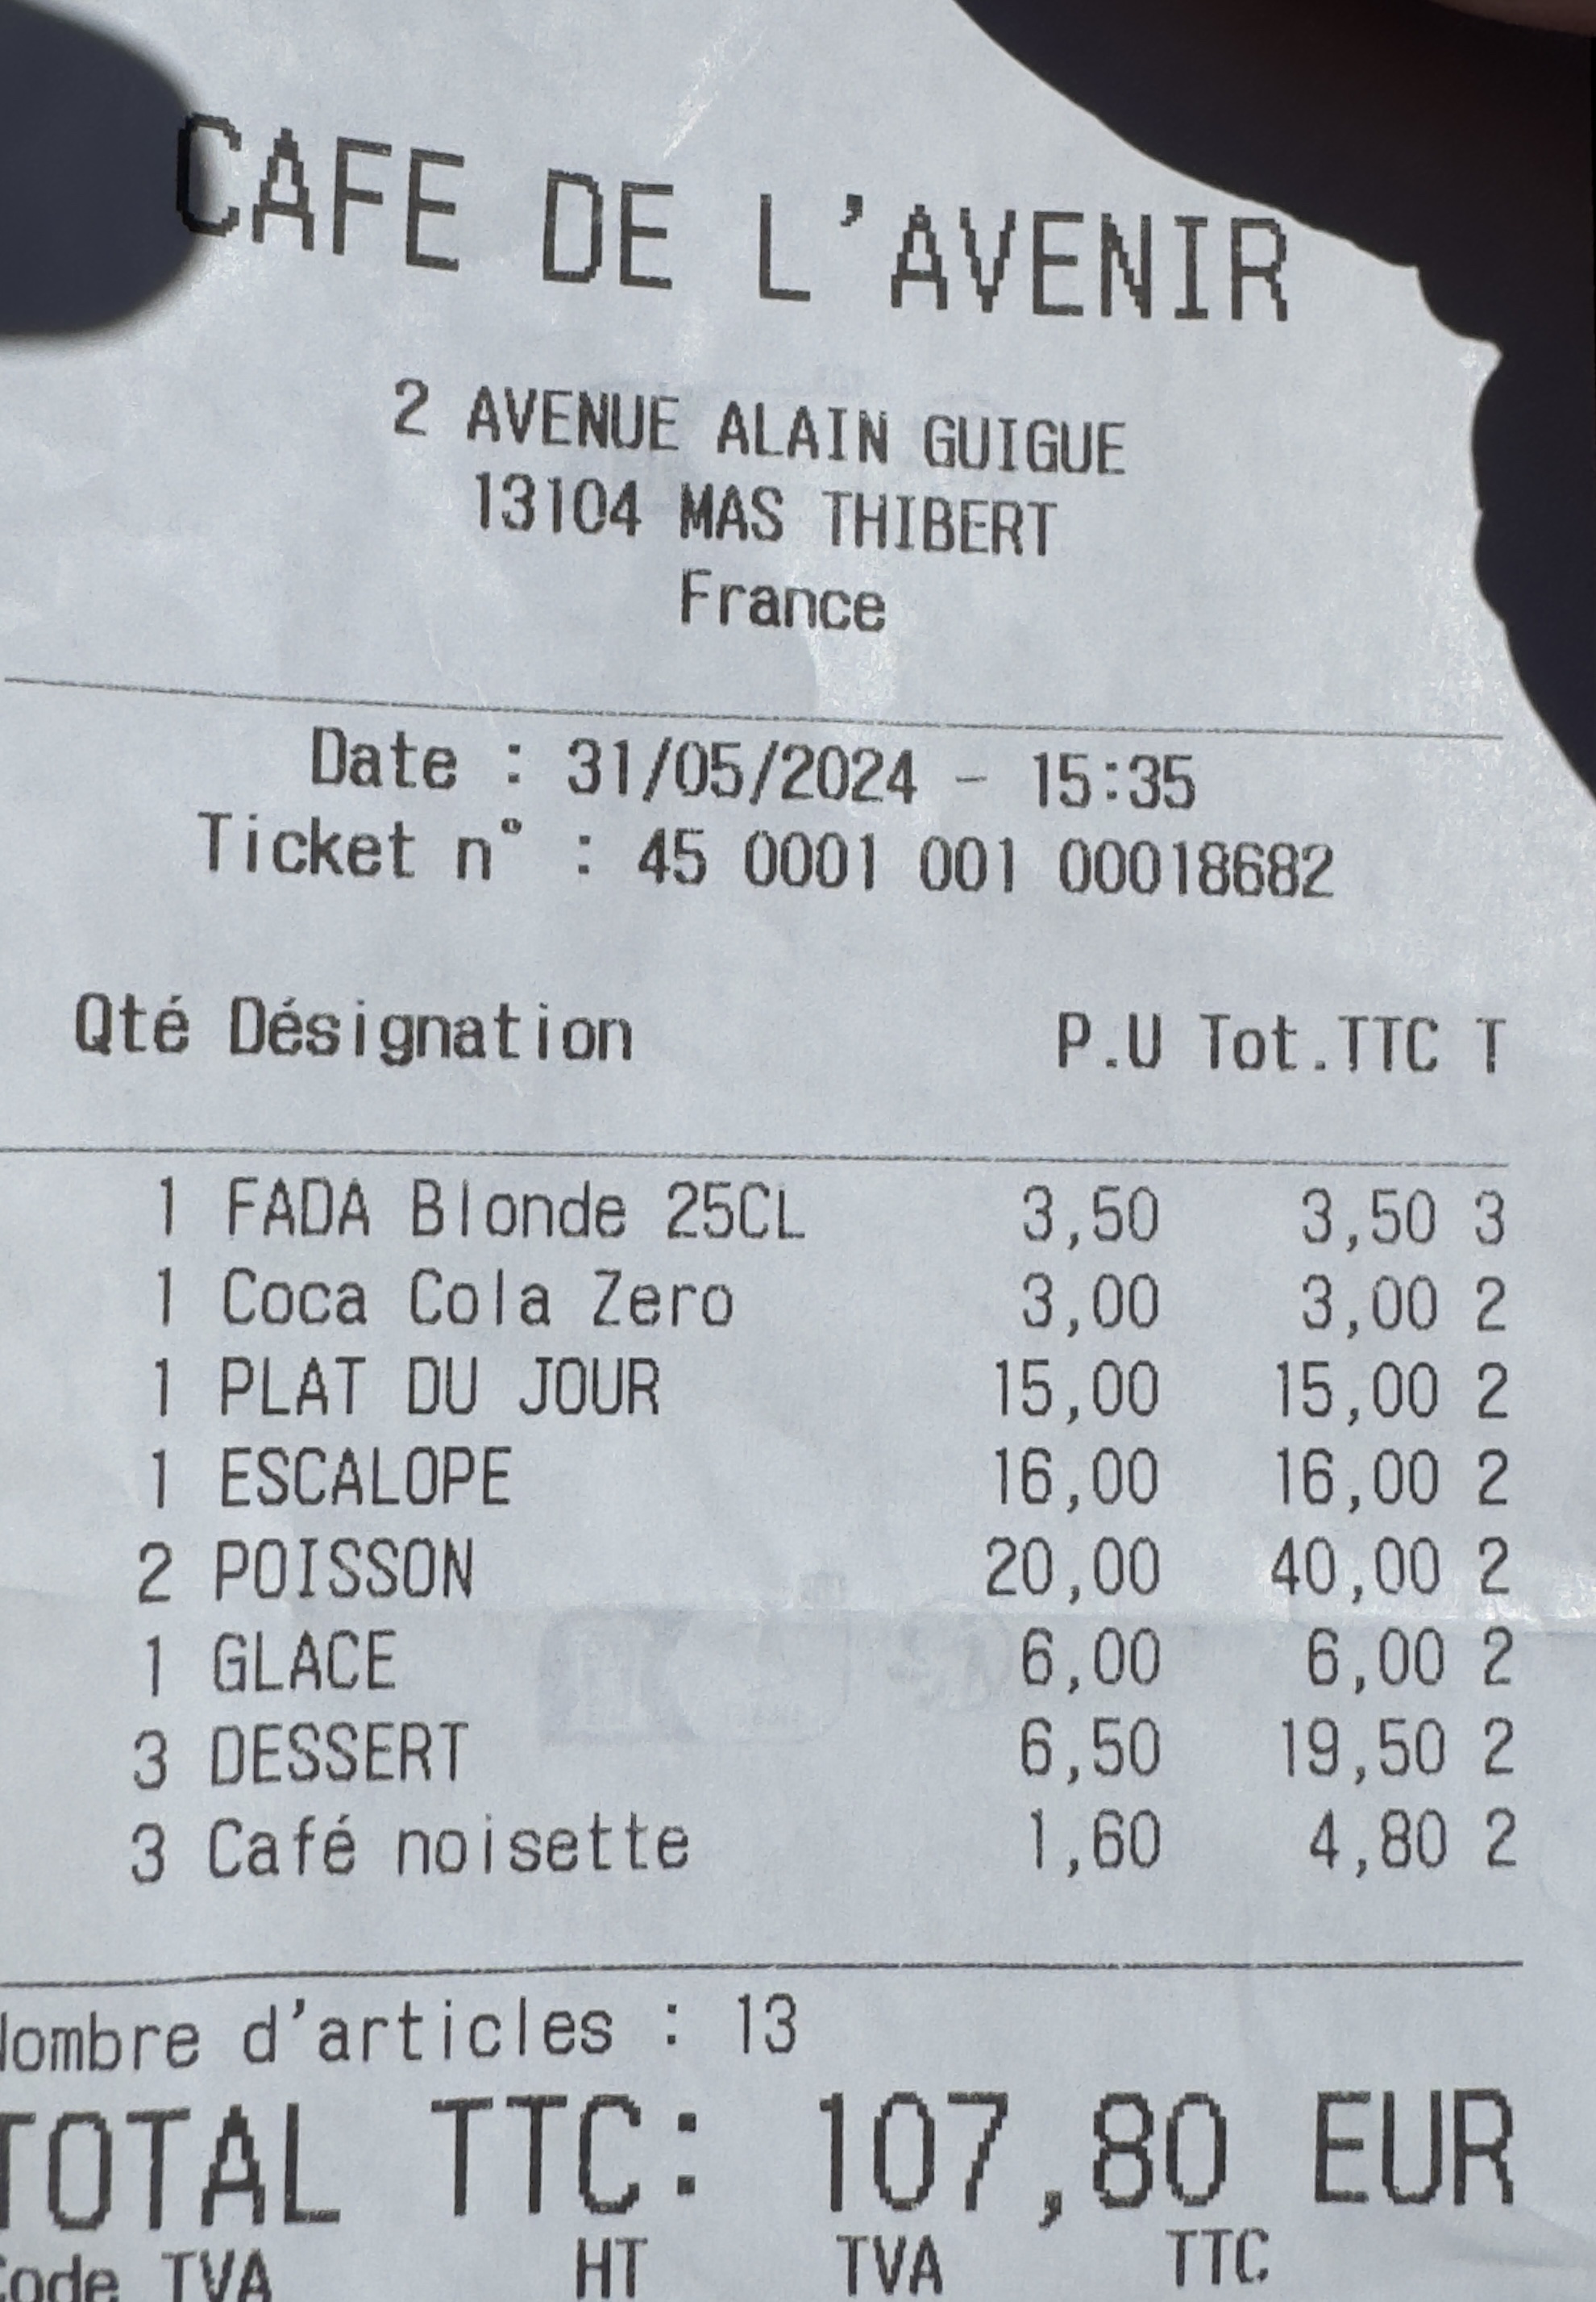 CAFE DE L'AVENIR
2 AVENUE ALAIN GUIGUE
13104 MAS THIBERT
France
Date : 31/05/2024 - 15:35
Ticket n° : 45 0001 001 00018682
Qté Désignation P.U Tot.TTC T
1 FADA Blonde 25CL 3,50 3,50 3
1 Coca Cola Zero 3,00 3,00 2
1 PLAT DU JOUR 15,00 15,00 2
1 ESCALOPE 16,00 16,00 2
2 POISSON 20,00 40,00 2
1 GLACE 6,00 6,00 2
3 DESSERT 6,50 19,50 2
3 Café noisette 1,60 4,80 2
Nombre d'articles : 13
TOTAL TTC: 107,80 EUR
Code TVA HT TVA TTC